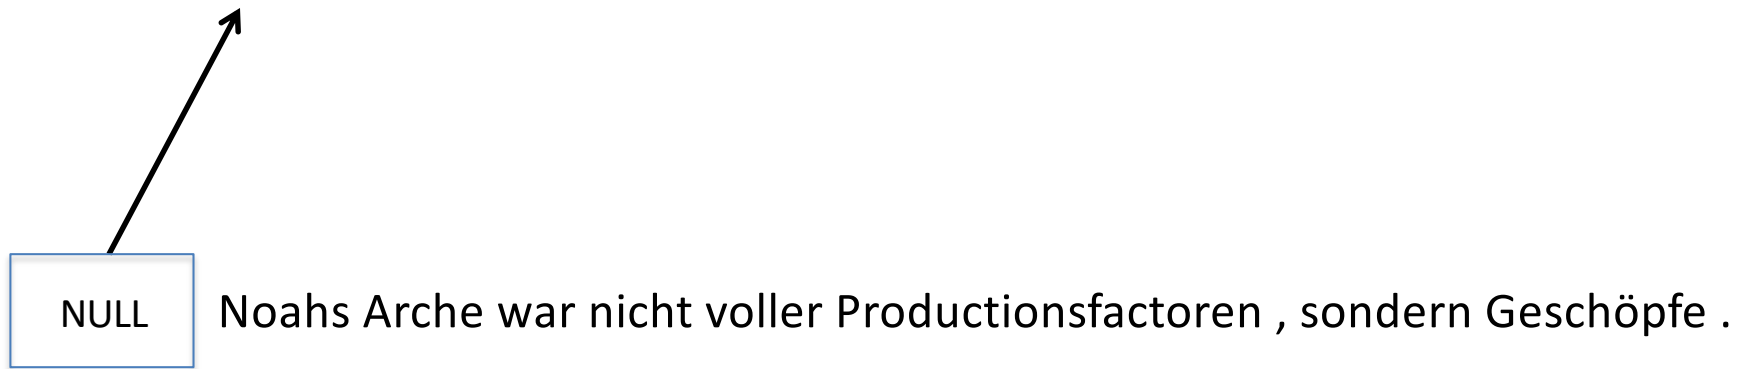 NULL Noahs Arche war nicht voller Productionsfactoren , sondern Geschöpfe .